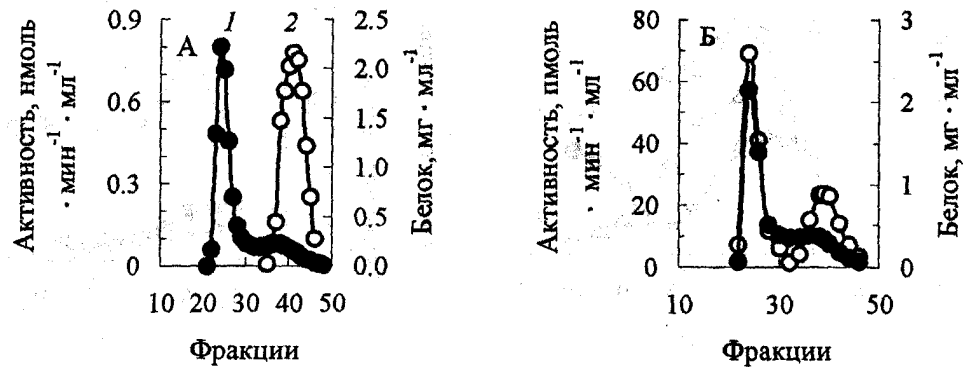 Активность, нмоль
· мин⁻¹ · мл⁻¹
0.9
0.6
0.3
0
А
1
2
2.5
2.0
1.5
1.0
0.5
0.0
Белок, мг · мл⁻¹
10 20 30 40 50
Фракции
Активность, пмоль
· мин⁻¹ · мл⁻¹
80
60
40
20
0
Б
3
2
1
0
Белок, мг · мл⁻¹
10 30 40 50
Фракции